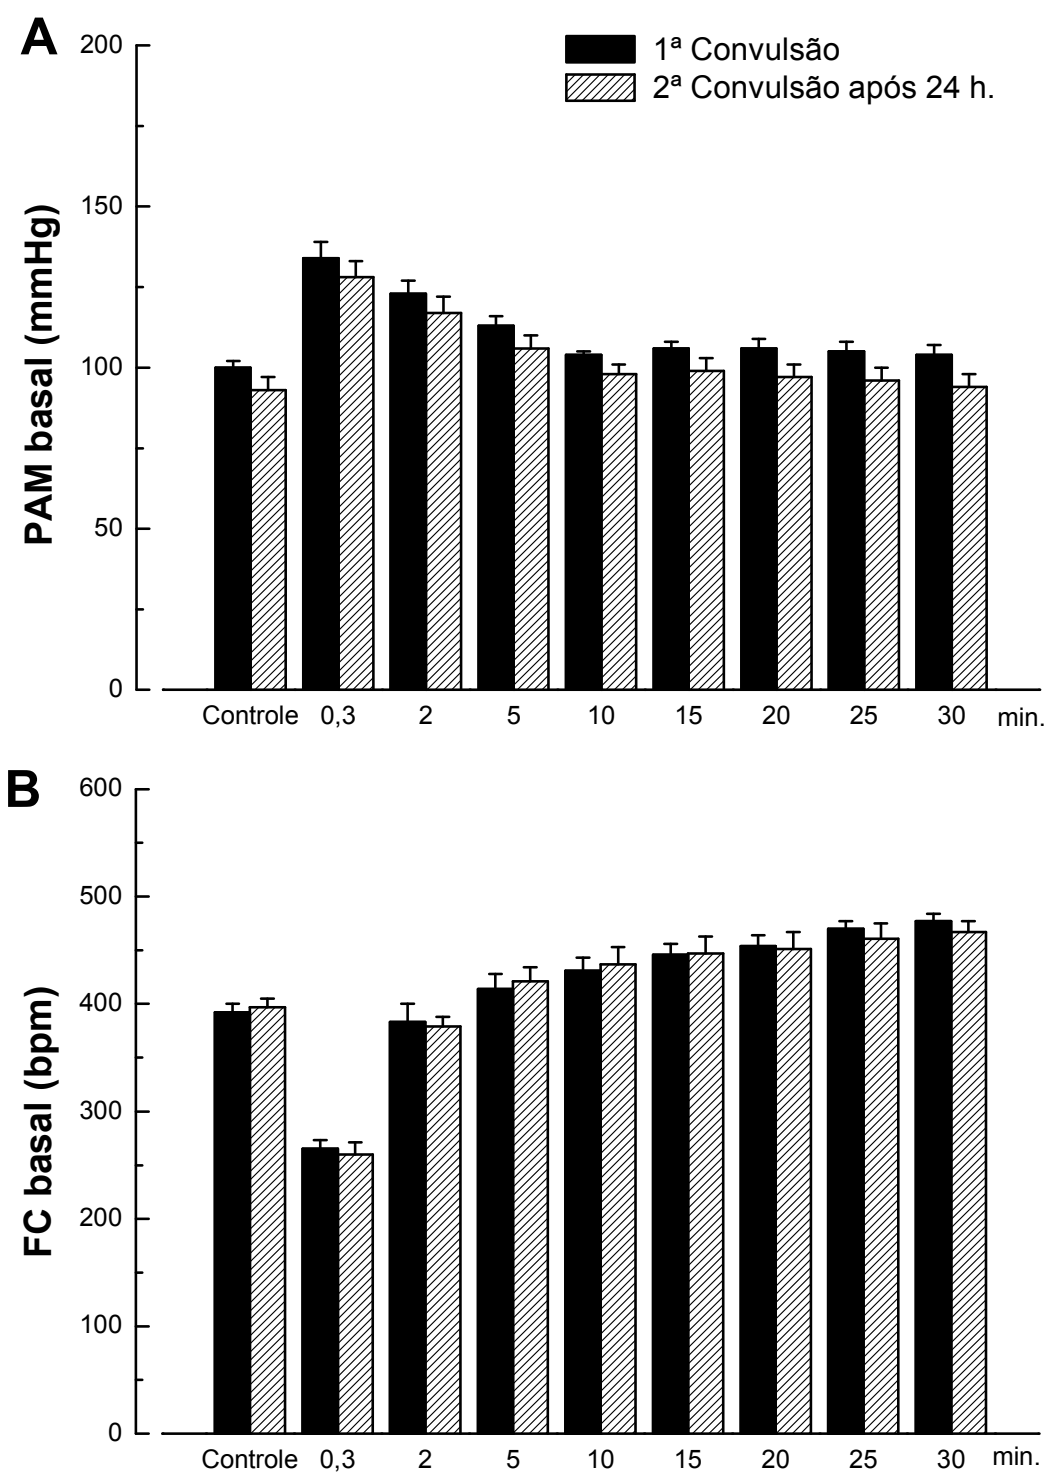 A
200
1ª Convulsão
2ª Convulsão após 24 h.
150
100
50
0
PAM basal (mmHg)
Controle 0,3 2 5 10 15 20 25 30 min.
B
600
500
400
300
200
100
0
FC basal (bpm)
Controle 0,3 2 5 10 15 20 25 30 min.